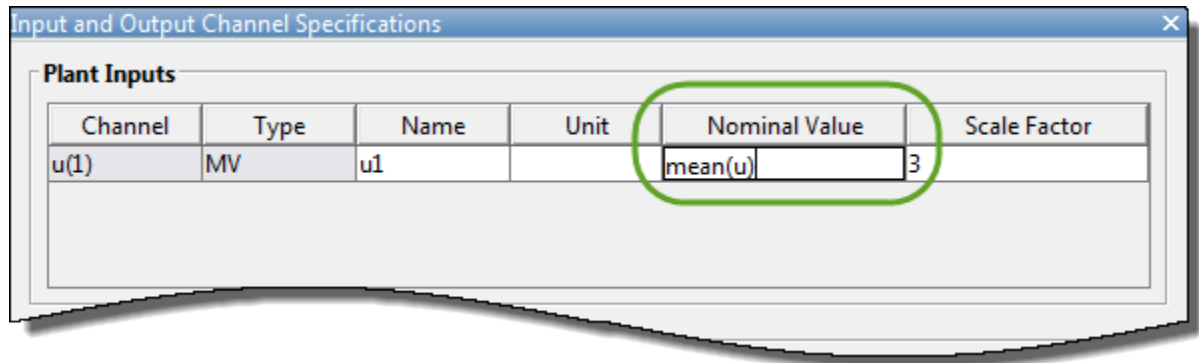 Input and Output Channel Specifications
Plant Inputs
Channel Type Name Unit Nominal Value Scale Factor
u(1) MV u1 mean(u) 3